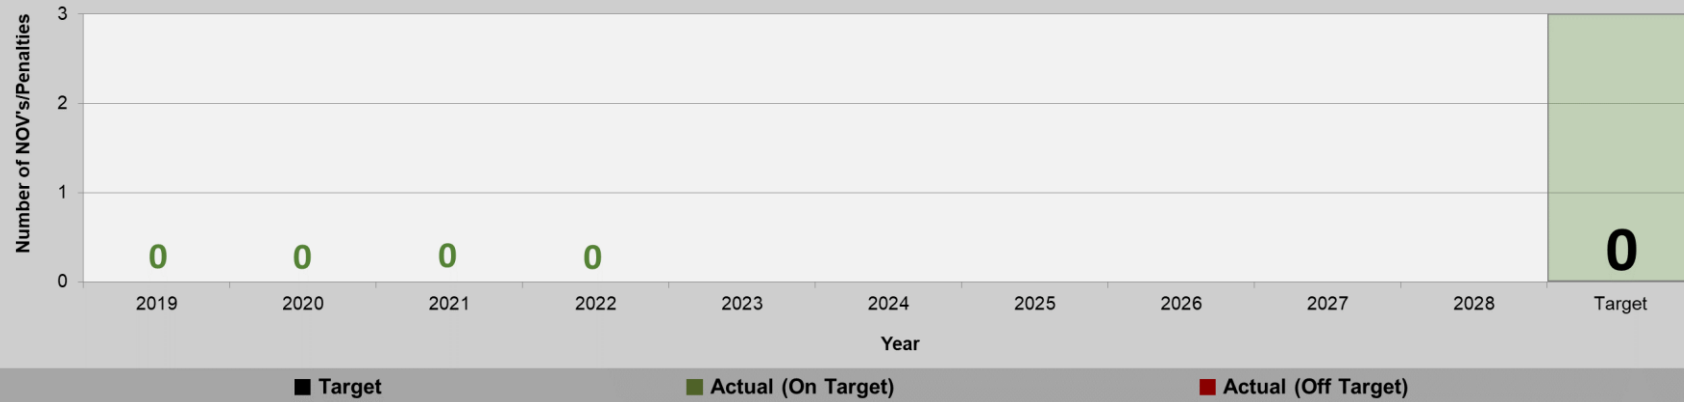 Number of NOV's/Penalties
3
2
1
0
0 0 0 0 0
2019 2020 2021 2022 2023 2024 2025 2026 2027 2028 Target
Year
Target Actual (On Target) Actual (Off Target)